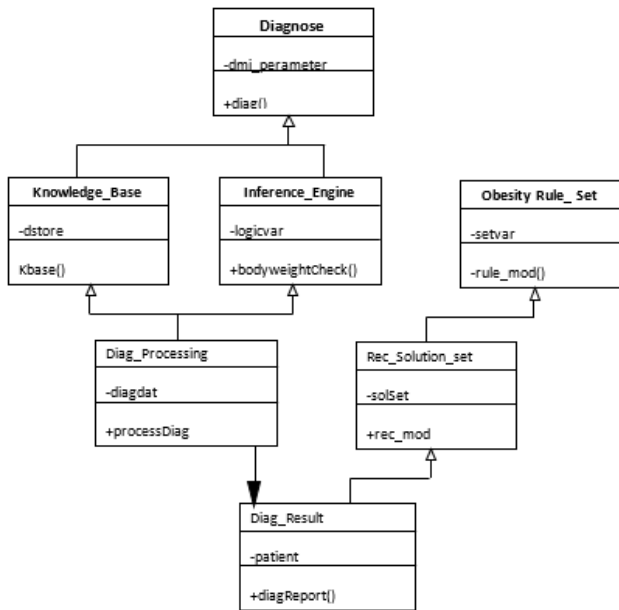 Diagnose
-dmi_perameter
+diag()
Knowledge_Base
-dstore
Kbase()
Inference_Engine
-logicvar
+bodyweightCheck()
Obesity Rule_ Set
-setvar
-rule_mod()
Diag_Processing
-diagdat
+processDiag
Rec_Solution_set
-solSet
+rec_mod
Diag_Result
-patient
+diagReport()